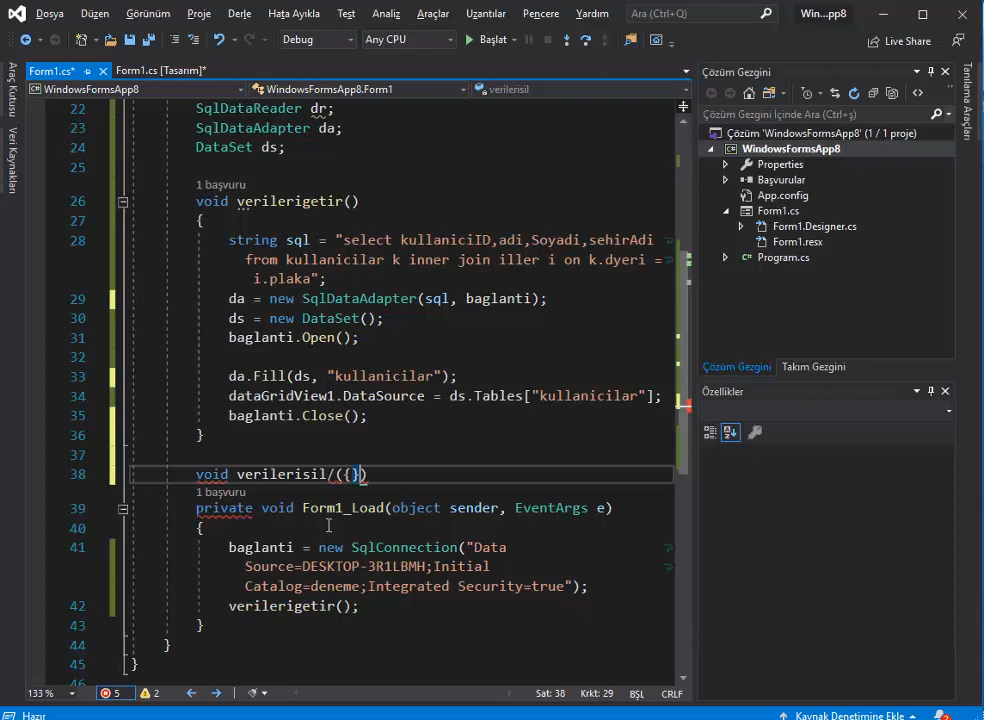 Dosya Düzen Görünüm Proje Derle Hata Ayıkla Test Analiz Araçlar Uzantılar Pencere Yardım Ara (Ctrl+Q) Win...pp8
Debug Any CPU Başlat Live Share
Form1.cs* Form1.cs [Tasarım]*
WindowsFormsApp8 WindowsFormsApp8.Form1 verilerisil
Araç Kutusu
Veri Kaynakları
22 SqlDataReader dr;
23 SqlDataAdapter da;
24 DataSet ds;
25
1 başvuru
26 void verilerigetir()
27 {
28 string sql = "select kullaniciID,adi,Soyadi,sehirAdi
from kullanicilar k inner join iller i on k.dyeri =
i.plaka";
29 da = new SqlDataAdapter(sql, baglanti);
30 ds = new DataSet();
31 baglanti.Open();
32
33 da.Fill(ds, "kullanicilar");
34 dataGridView1.DataSource = ds.Tables["kullanicilar"];
35 baglanti.Close();
36 }
37
38 void verilerisil/({})
1 başvuru
39 private void Form1_Load(object sender, EventArgs e)
40 {
41 baglanti = new SqlConnection("Data
Source=DESKTOP-3R1LBMH;Initial
Catalog=deneme;Integrated Security=true");
42 verilerigetir();
43 }
44 }
45 }
46
133 % 5 2 Sat: 38 Krkt: 29 BŞL CRLF
Hazır Kaynak Denetimine Ekle 2
Çözüm Gezgini
Çözüm Gezgini İçinde Ara (Ctrl+ş)
Çözüm 'WindowsFormsApp8' (1 / 1 proje)
WindowsFormsApp8
Properties
Başvurular
App.config
Form1.cs
Form1.Designer.cs
Form1.resx
Program.cs
Çözüm Gezgini Takım Gezgini
Özellikler
Tanılama Araçları